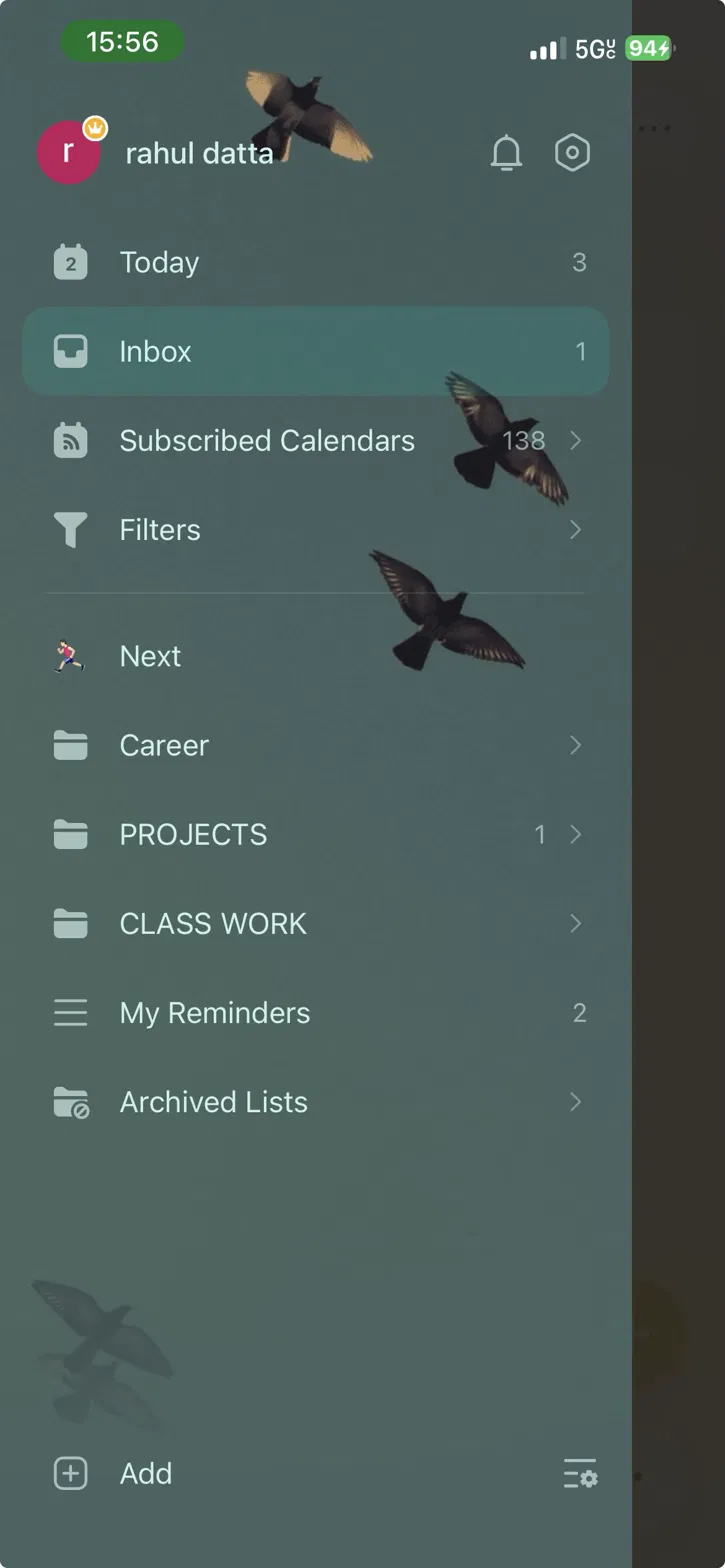 15:56 5GUC 94
r rahul datta
2 Today 3
Inbox 1
Subscribed Calendars 138
Filters
Next
Career
PROJECTS 1
CLASS WORK
My Reminders 2
Archived Lists
Add